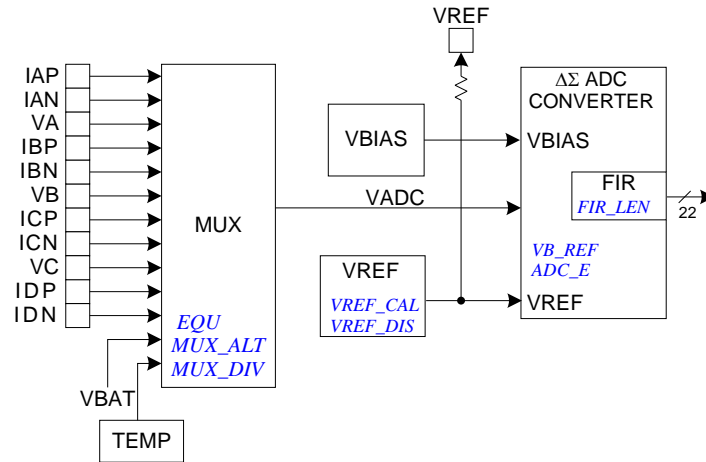 VREF
IAP
IAN
VA
IBP
IBN
VB
ICP
ICN
VC
IDP
IDN
VBAT
TEMP
MUX
EQU
MUX_ALT
MUX_DIV
VBIAS
VADC
VREF
VREF_CAL
VREF_DIS
ΔΣ ADC
CONVERTER
VBIAS
FIR
FIR_LEN
22
VB_REF
ADC_E
VREF